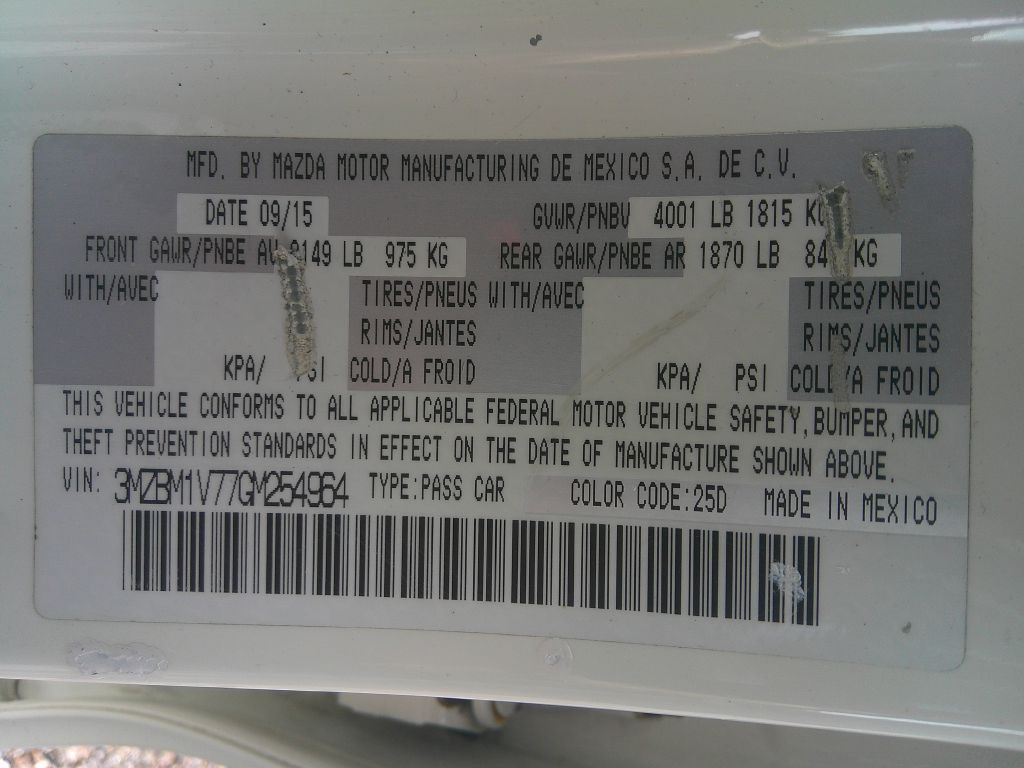 MFD. BY MAZDA MOTOR MANUFACTURING DE MEXICO S.A. DE C.V.
DATE 09/15 GVWR/PNBV 4001 LB 1815 KG
FRONT GAWR/PNBE AV 2149 LB 975 KG REAR GAWR/PNBE AR 1870 LB KG
WITH/AVEC TIRES/PNEUS WITH/AVEC TIRES/PNEUS
RIMS/JANTES RIMS/JANTES
KPA/ PSI COLD/A FROID KPA/ PSI COLD/A FROID
THIS VEHICLE CONFORMS TO ALL APPLICABLE FEDERAL MOTOR VEHICLE SAFETY, BUMPER, AND
THEFT PREVENTION STANDARDS IN EFFECT ON THE DATE OF MANUFACTURE SHOWN ABOVE.
VIN: 3MZBM1V77GM254964 TYPE:PASS CAR COLOR CODE:25D MADE IN MEXICO